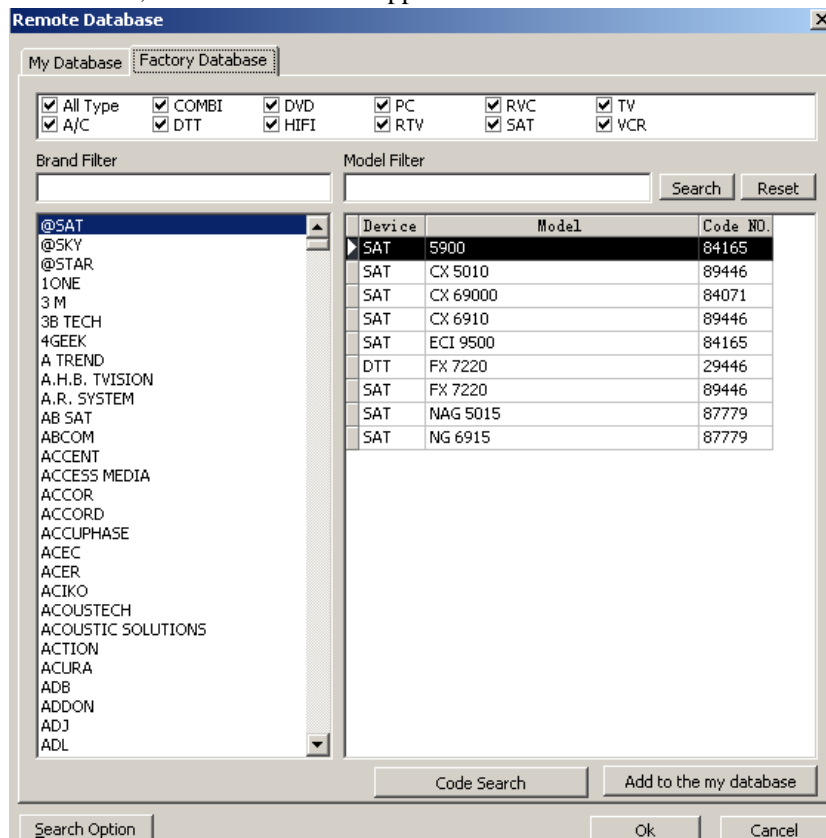 Remote Database
My Database Factory Database
All Type COMBI DVD PC RVC TV
A/C DTT HIFI RTV SAT VCR
Brand Filter Model Filter
Search Reset
@SAT
@SKY
@STAR
1ONE
3 M
3B TECH
4GEEK
A TREND
A.H.B. TVISION
A.R. SYSTEM
AB SAT
ABCOM
ACCENT
ACCESS MEDIA
ACCOR
ACCORD
ACCUPHASE
ACEC
ACER
ACIKO
ACOUSTECH
ACOUSTIC SOLUTIONS
ACTION
ACURA
ADB
ADDON
ADJ
ADL
Device Model Code NO.
SAT 5900 84165
SAT CX 5010 89446
SAT CX 69000 84071
SAT CX 6910 89446
SAT ECI 9500 84165
DTT FX 7220 29446
SAT FX 7220 89446
SAT NAG 5015 87779
SAT NG 6915 87779
Code Search Add to the my database
Search Option Ok Cancel